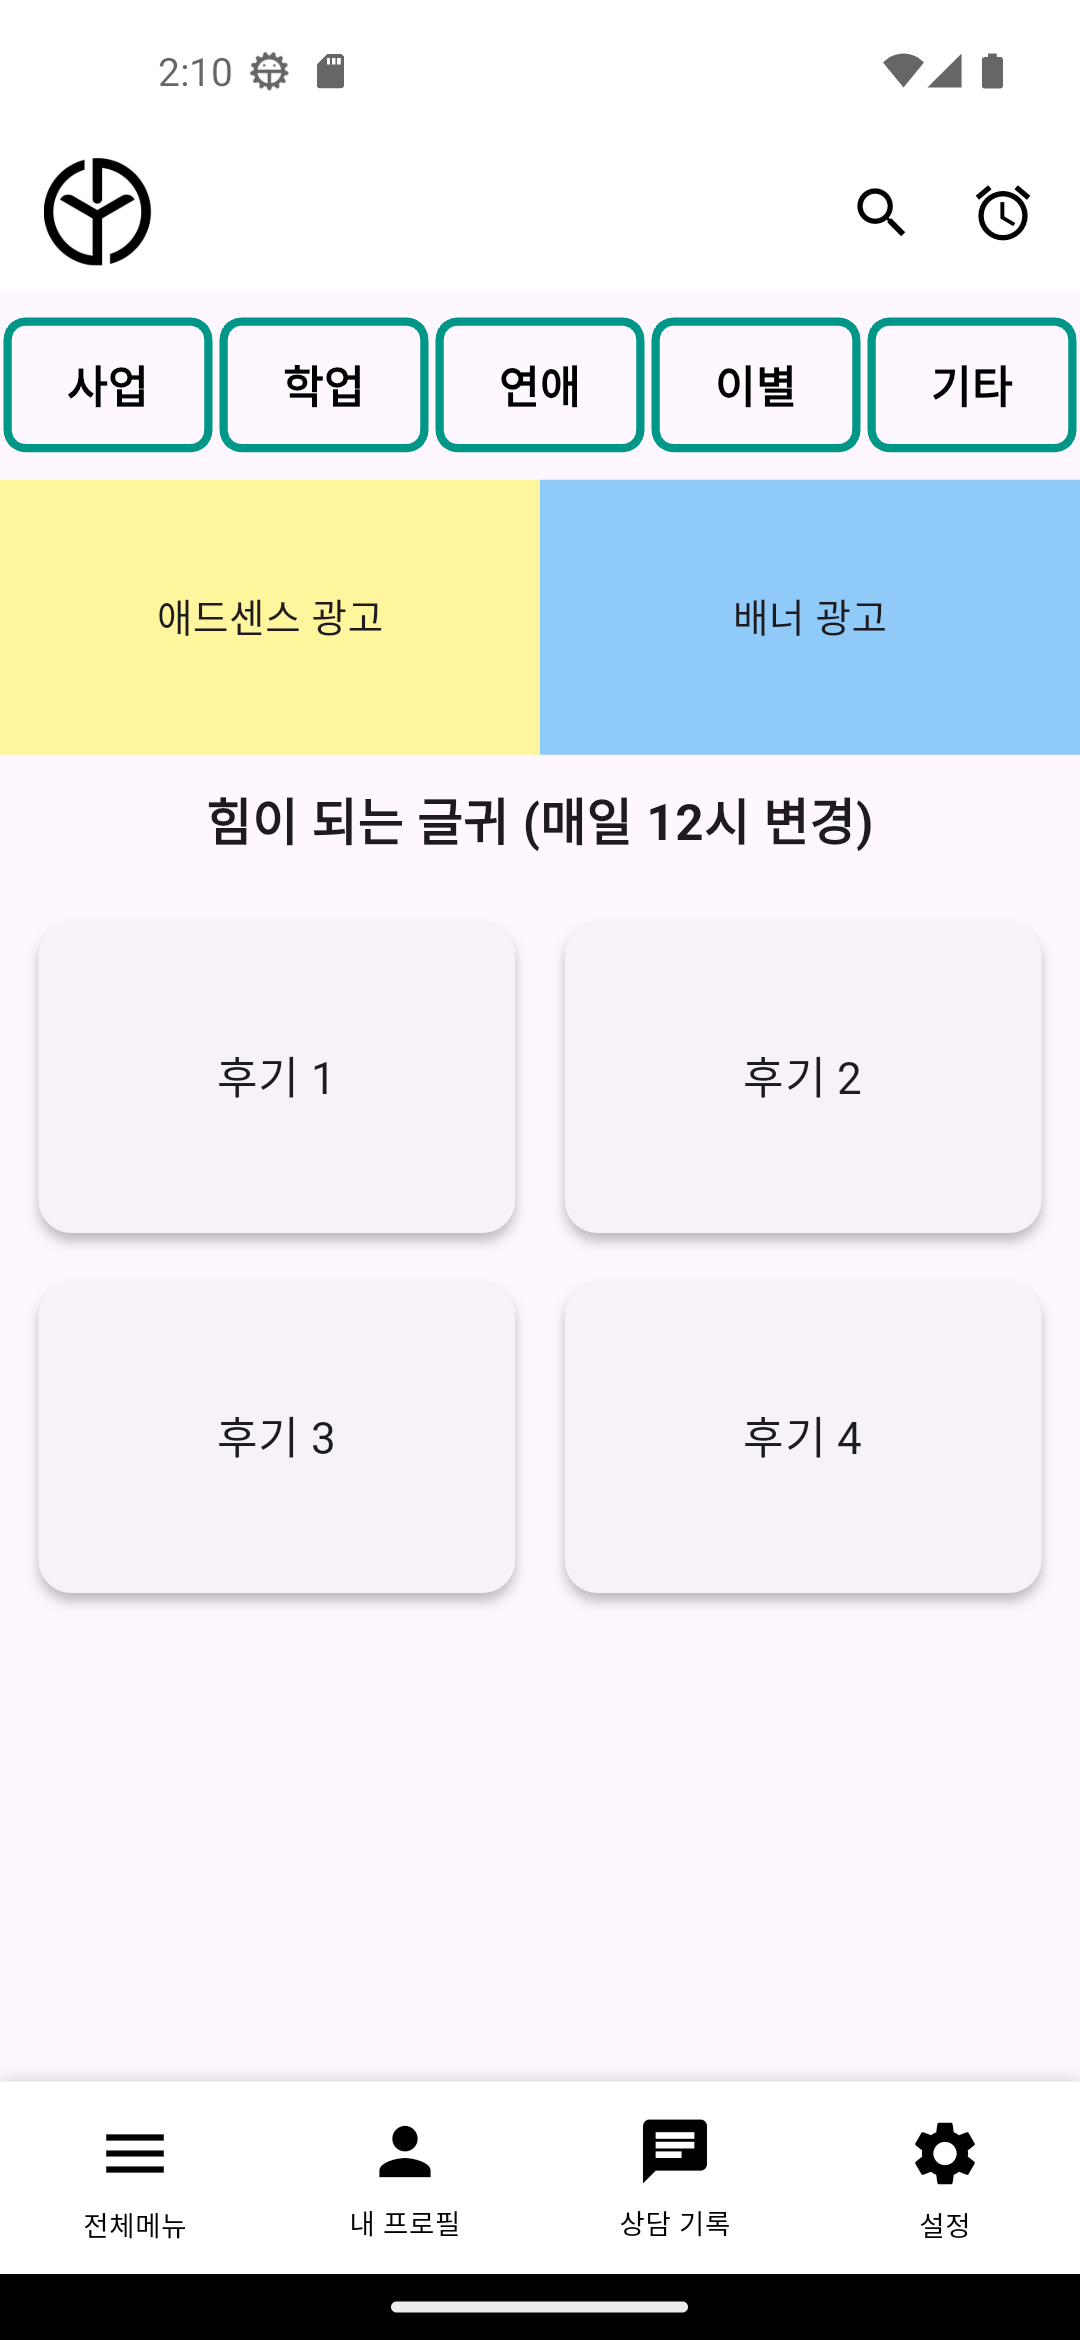 2:10
사업 학업 연애 이별 기타
애드센스 광고 배너 광고
힘이 되는 글귀 (매일 12시 변경)
후기 1 후기 2
후기 3 후기 4
전체메뉴 내 프로필 상담 기록 설정